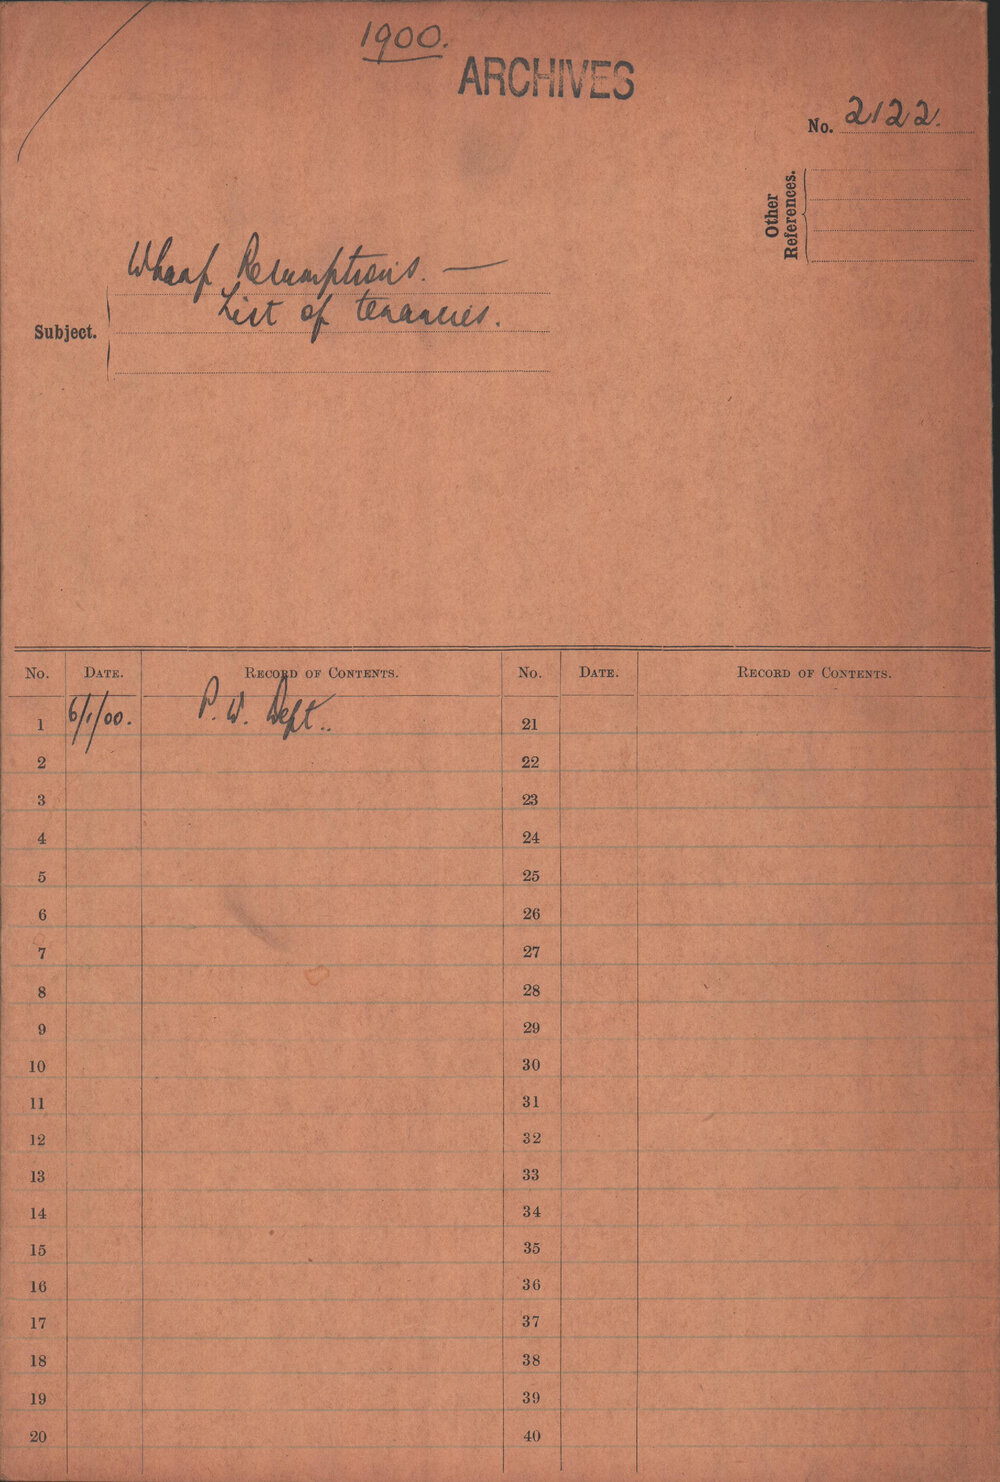 1900.
ARCHIVES
No. 2122.
Other
References.
Wharf Resumptions. —
List of tenancies.
Subject.
No. DATE. RECORD OF CONTENTS. No. DATE. RECORD OF CONTENTS.
1 6/1/00. P. W. Dept.. 21
2 22
3 23
4 24
5 25
6 26
7 27
8 28
9 29
10 30
11 31
12 32
13 33
14 34
15 35
16 36
17 37
18 38
19 39
20 40